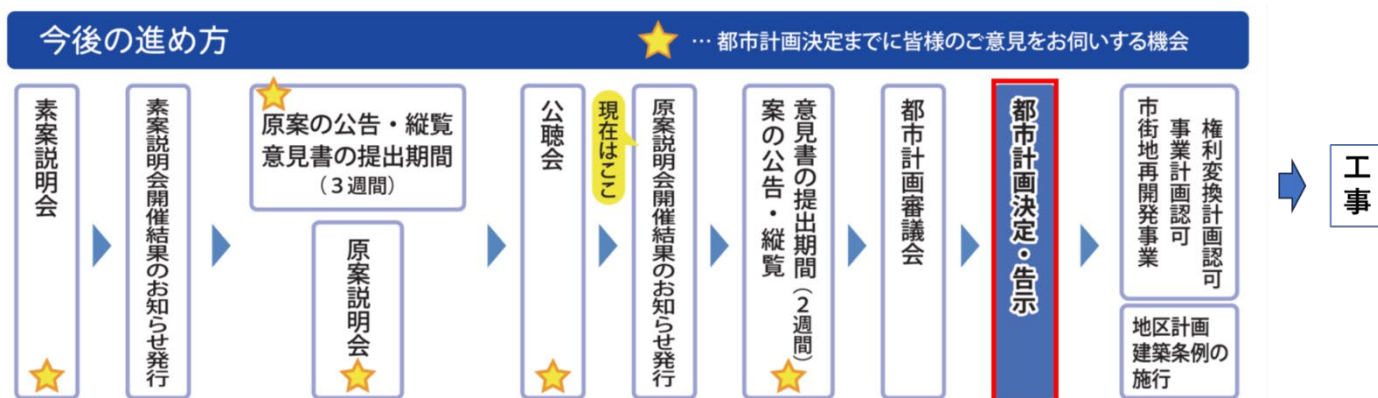 今後の進め方
…都市計画決定までに皆様のご意見をお伺いする機会
素案説明会
素案説明会開催結果のお知らせ発行
原案の公告・縦覧
意見書の提出期間
(3週間)
原案説明会
公聴会
現在はここ
原案説明会開催結果のお知らせ発行
意見書の提出期間(2週間)
案の公告・縦覧
都市計画審議会
都市計画決定・告示
権利変換計画認可
事業計画認可
市街地再開発事業
地区計画
建築条例の
施行
工事